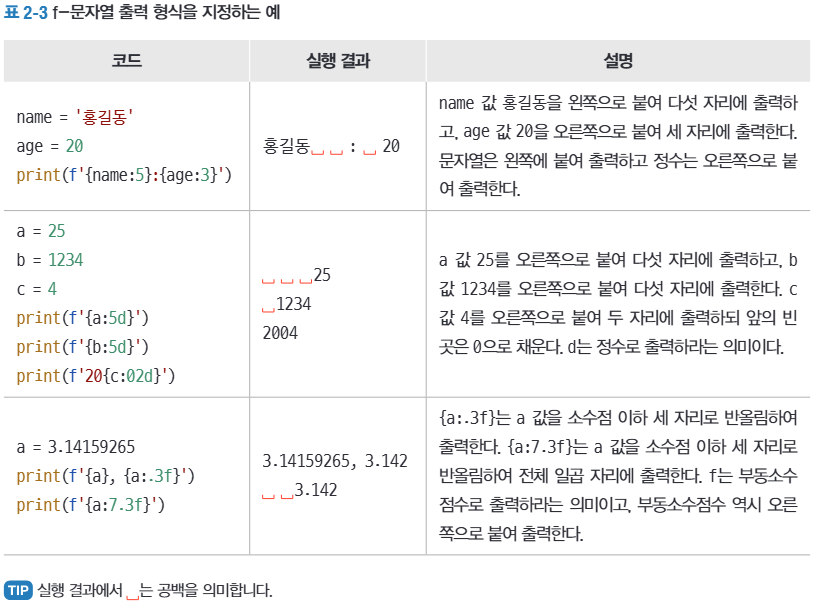 표 2-3 f-문자열 출력 형식을 지정하는 예
코드 실행 결과 설명
name = '홍길동'
age = 20
print(f'{name:5}:{age:3}')
홍길동␣ ␣ : ␣ 20
name 값 홍길동을 왼쪽으로 붙여 다섯 자리에 출력하
고, age 값 20을 오른쪽으로 붙여 세 자리에 출력한다.
문자열은 왼쪽에 붙여 출력하고 정수는 오른쪽으로 붙
여 출력한다.
a = 25
b = 1234
c = 4
print(f'{a:5d}')
print(f'{b:5d}')
print(f'20{c:02d}')
␣ ␣ ␣25
␣1234
2004
a 값 25를 오른쪽으로 붙여 다섯 자리에 출력하고, b
값 1234를 오른쪽으로 붙여 다섯 자리에 출력한다. c
값 4를 오른쪽으로 붙여 두 자리에 출력하되 앞의 빈
곳은 0으로 채운다. d는 정수로 출력하라는 의미이다.
a = 3.14159265
print(f'{a}, {a:.3f}')
print(f'{a:7.3f}')
3.14159265, 3.142
␣ ␣3.142
{a:.3f}는 a 값을 소수점 이하 세 자리로 반올림하여
출력한다. {a:7.3f}는 a 값을 소수점 이하 세 자리로
반올림하여 전체 일곱 자리에 출력한다. f는 부동소수
점수로 출력하라는 의미이고, 부동소수점수 역시 오른
쪽으로 붙여 출력한다.
TIP 실행 결과에서 ␣는 공백을 의미합니다.